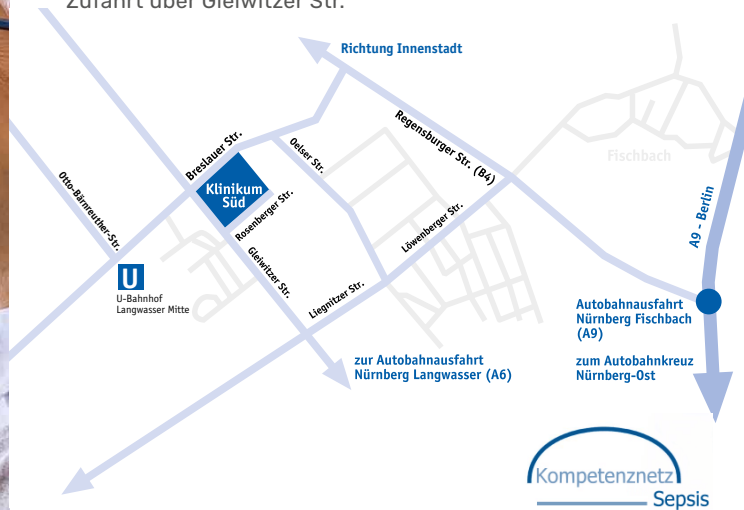 Zufahrt über Gleiwitzer Str.
Richtung Innenstadt
Regensburger Str. (B4)
Breslauer Str.
Oelser Str.
Fischbach
Otto-Bärnreuther-Str.
Klinikum
Süd
Rosenberger Str.
A9 - Berlin
Löwenberger Str.
Gleiwitzer Str.
U
U-Bahnhof
Langwasser Mitte
Liegnitzer Str.
Autobahnausfahrt
Nürnberg Fischbach
(A9)
zur Autobahnausfahrt
Nürnberg Langwasser (A6)
zum Autobahnkreuz
Nürnberg-Ost
Kompetenznetz
Sepsis